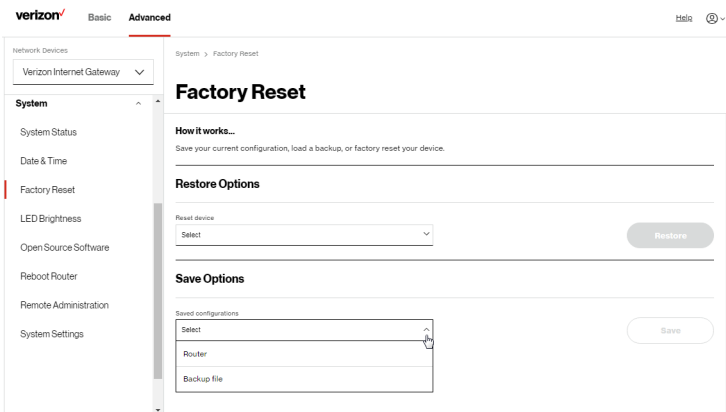 verizon✓ Basic Advanced Help
Network Devices
Verizon Internet Gateway
System
System Status
Date & Time
Factory Reset
LED Brightness
Open Source Software
Reboot Router
Remote Administration
System Settings
System > Factory Reset
Factory Reset
How it works...
Save your current configuration, load a backup, or factory reset your device.
Restore Options
Reset device
Select
Restore
Save Options
Saved configurations
Select
Save
Router
Backup file